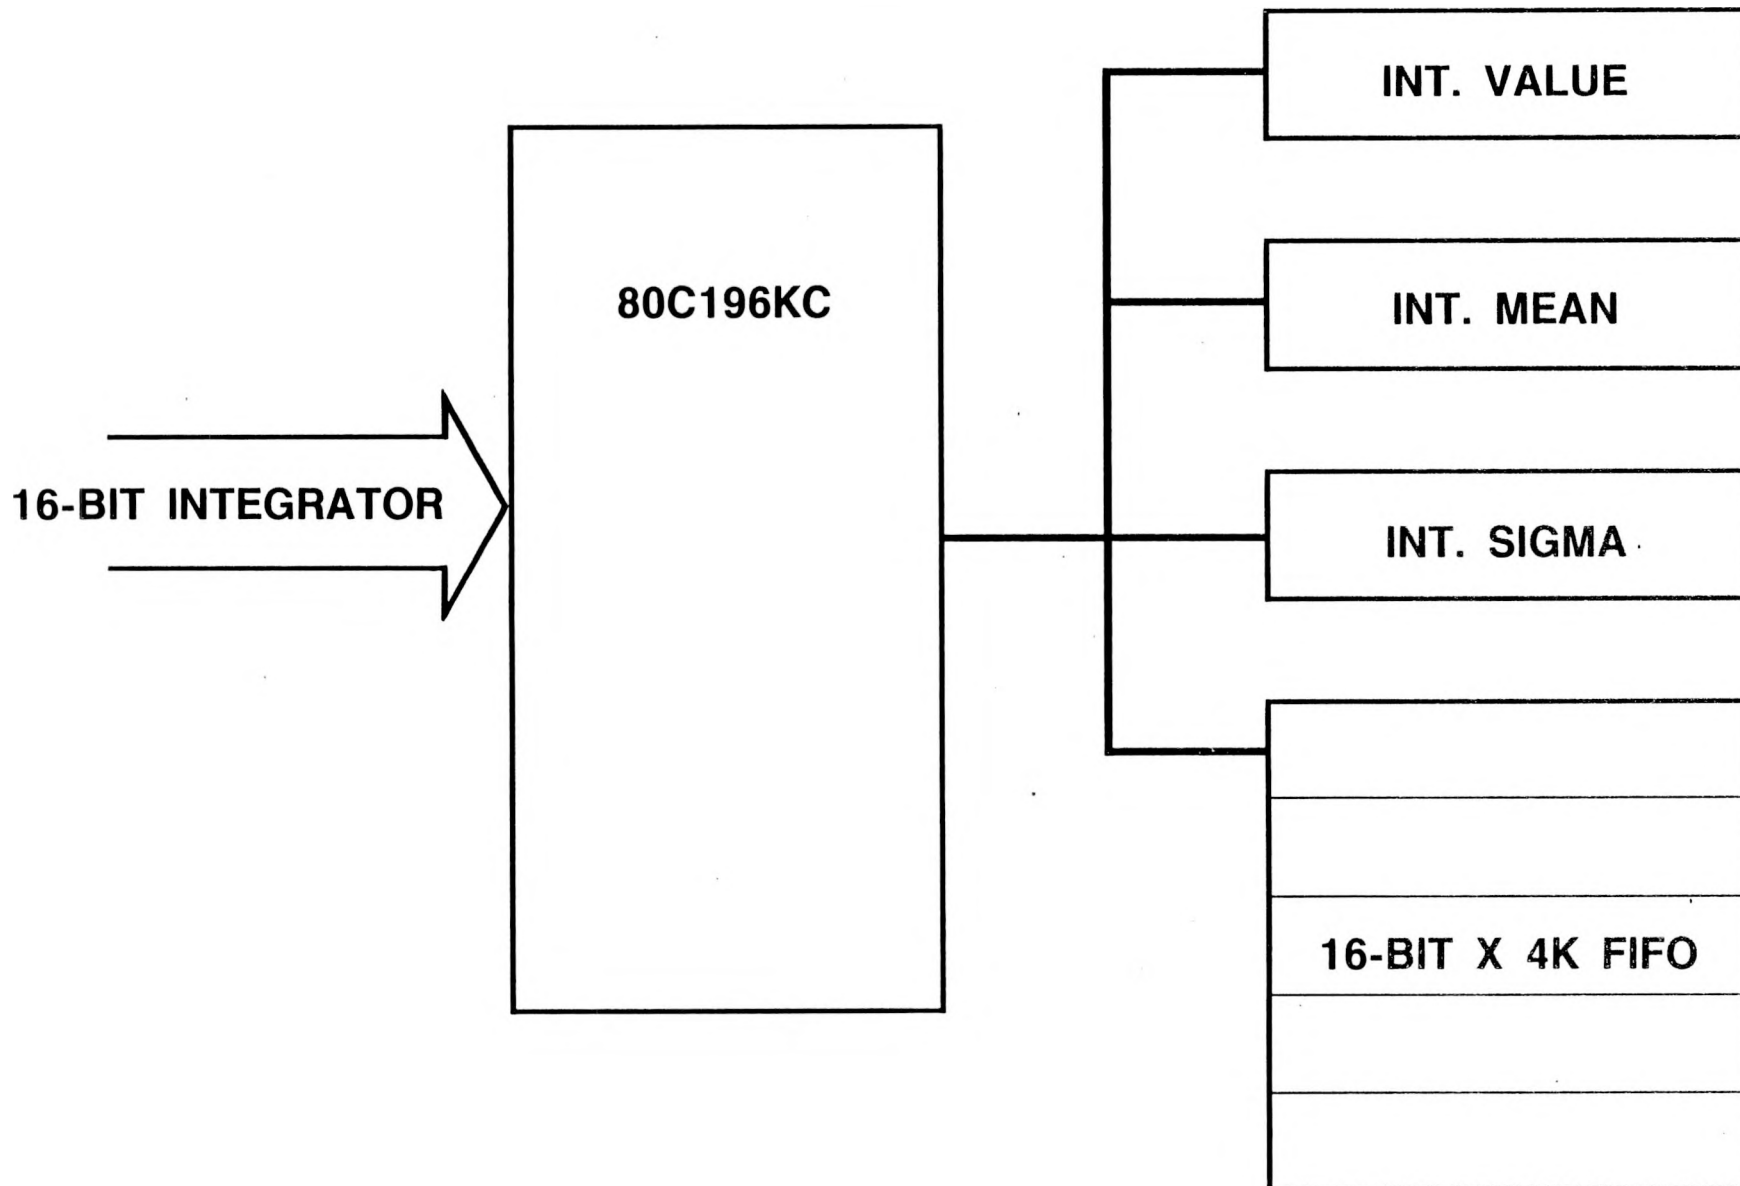 INT. VALUE
80C196KC
INT. MEAN
16-BIT INTEGRATOR
INT. SIGMA
16-BIT X 4K FIFO